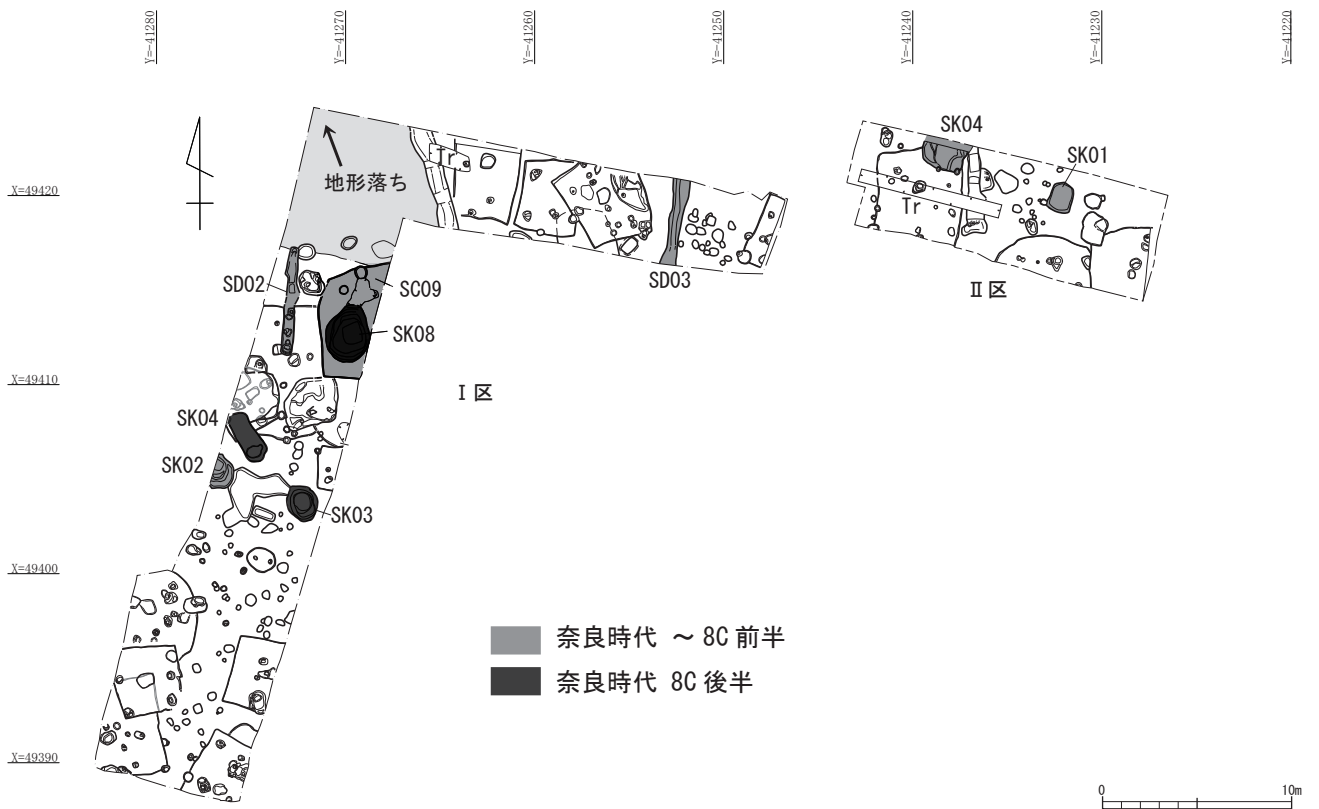 Y=-41280
Y=-41270
Y=-41260
Y=-41250
Y=-41240
Y=-41230
Y=-41220
X=49420
X=49410
X=49400
X=49390
地形落ち
Tr
SD02
SC09
SK08
SD03
SK04
SK02
SK03
Ⅰ区
SK04
SK01
Tr
Ⅱ区
奈良時代 ～ 8C 前半
奈良時代 8C 後半
0 10m